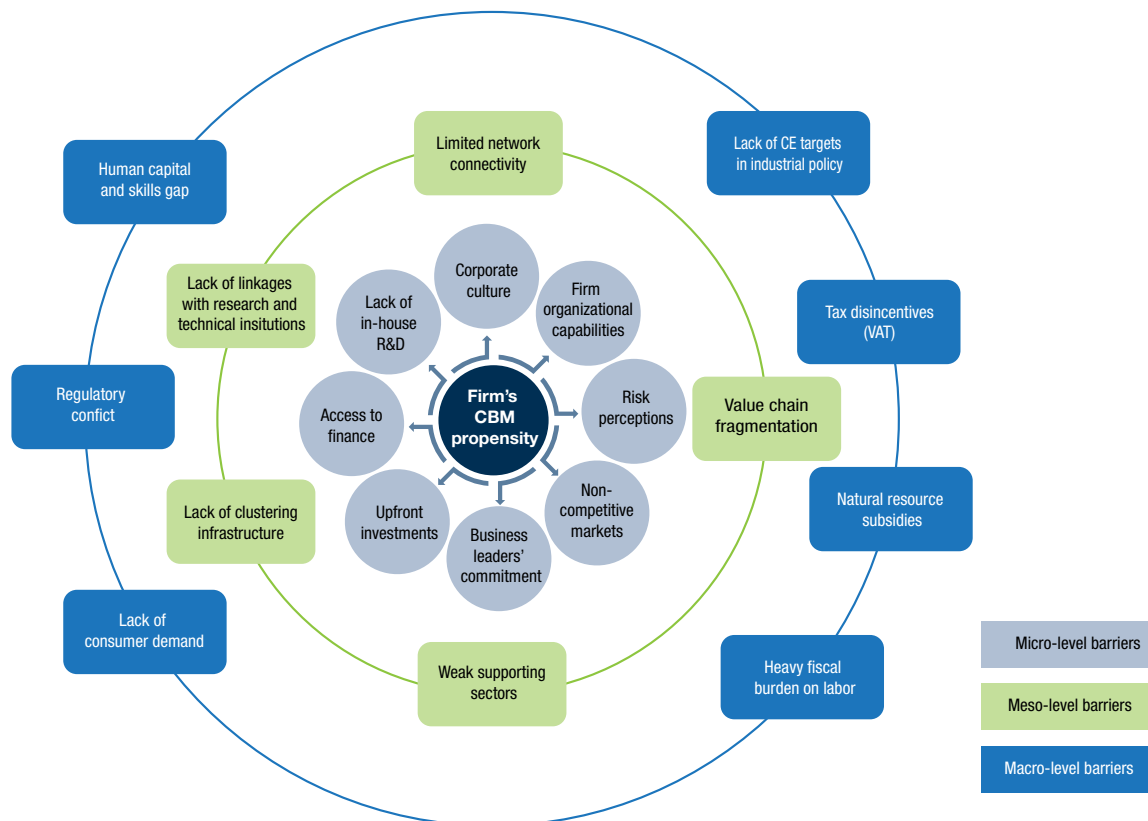 Limited network
connectivity
Lack of CE targets
in industrial policy
Human capital
and skills gap
Corporate
culture
Firm
organizational
capabilities
Lack of linkages
with research and
technical insitutions
Lack of
in-house
R&D
Tax disincentives
(VAT)
Regulatory
confict
Access to
finance
Firm's
CBM
propensity
Risk
perceptions
Value chain
fragmentation
Lack of clustering
infrastructure
Upfront
investments
Business
leaders'
commitment
Non-
competitive
markets
Natural resource
subsidies
Lack of
consumer demand
Weak supporting
sectors
Heavy fiscal
burden on labor
Micro-level barriers
Meso-level barriers
Macro-level barriers